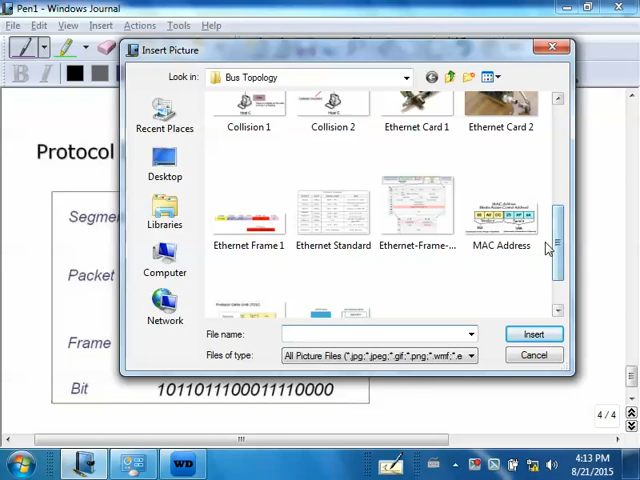 Pen1 - Windows Journal
File Edit View Insert Actions Tools Help
Insert Picture
Look in: Bus Topology
Recent Places
Desktop
Libraries
Computer
Network
Collision 1 Collision 2 Ethernet Card 1 Ethernet Card 2
Ethernet Frame 1 Ethernet Standard Ethernet-Frame-... MAC Address
File name: Insert
Files of type: All Picture Files (*.jpg;*.jpeg;*.gif;*.png;*.wmf;*.e Cancel
Protocol
Segmen
Packet
Frame
Bit 1011011100011110000
4 / 4
WD
4:13 PM
8/21/2015